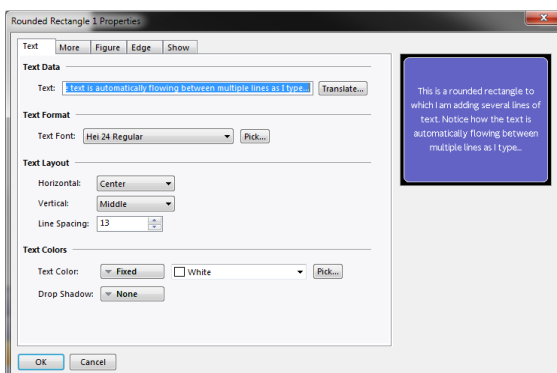 Rounded Rectangle 1 Properties
Text More Figure Edge Show
Text Data
Text: text is automatically flowing between multiple lines as I type... Translate...
Text Format
Text Font: Hei 24 Regular Pick...
Text Layout
Horizontal: Center
Vertical: Middle
Line Spacing: 13
Text Colors
Text Color: Fixed White Pick...
Drop Shadow: None
OK Cancel
This is a rounded rectangle to
which I am adding several lines of
text. Notice how the text is
automatically flowing between
multiple lines as I type...